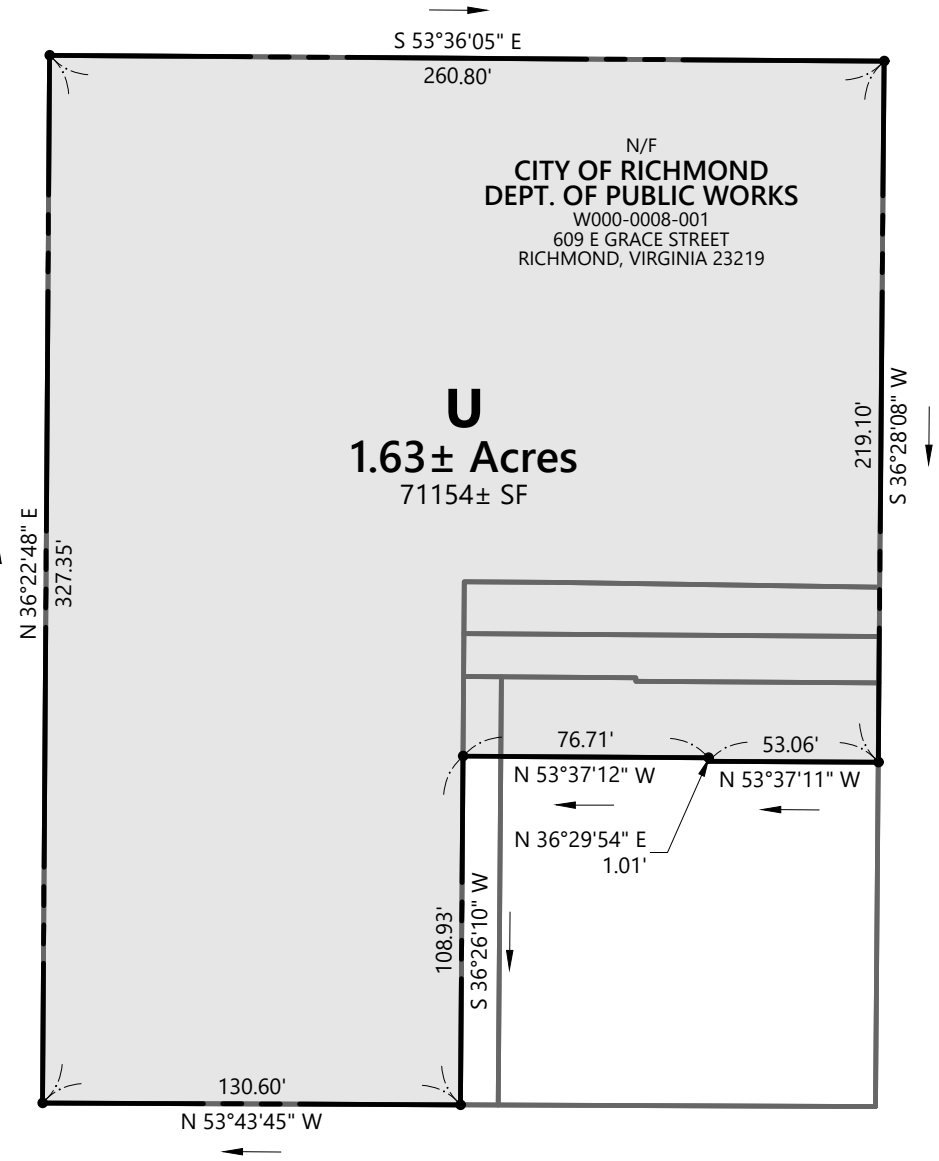 S 53°36'05" E
260.80'
N/F
CITY OF RICHMOND
DEPT. OF PUBLIC WORKS
W000-0008-001
609 E GRACE STREET
RICHMOND, VIRGINIA 23219
U
1.63± Acres
71154± SF
219.10'
S 36°28'08" W
N 36°22'48" E
327.35'
76.71'
N 53°37'12" W
53.06'
N 53°37'11" W
N 36°29'54" E
1.01'
108.93'
S 36°26'10" W
130.60'
N 53°43'45" W